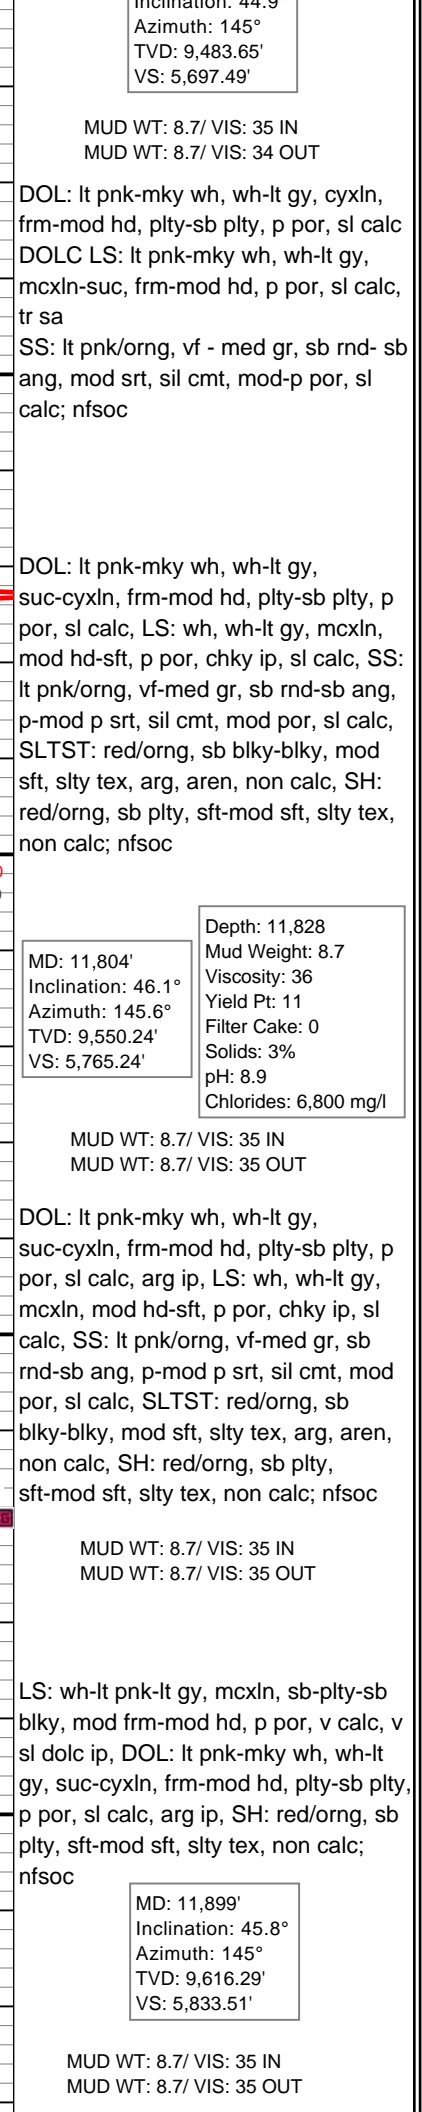 Inclination: 44.9
Azimuth: 145°
TVD: 9,483.65'
VS: 5,697.49'
MUD WT: 8.7/ VIS: 35 IN
MUD WT: 8.7/ VIS: 34 OUT
DOL: lt pnk-mky wh, wh-lt gy, cyxln,
frm-mod hd, plty-sb plty, p por, sl calc
DOLC LS: lt pnk-mky wh, wh-lt gy,
mcxln-suc, frm-mod hd, p por, sl calc,
tr sa
SS: lt pnk/orng, vf - med gr, sb rnd- sb
ang, mod srt, sil cmt, mod-p por, sl
calc; nfsoc
DOL: lt pnk-mky wh, wh-lt gy,
suc-cyxln, frm-mod hd, plty-sb plty, p
por, sl calc, LS: wh, wh-lt gy, mcxln,
mod hd-sft, p por, chky ip, sl calc, SS:
lt pnk/orng, vf-med gr, sb rnd-sb ang,
p-mod p srt, sil cmt, mod por, sl calc,
SLTST: red/orng, sb blky-blky, mod
sft, slty tex, arg, aren, non calc, SH:
red/orng, sb plty, sft-mod sft, slty tex,
non calc; nfsoc
Depth: 11,828
Mud Weight: 8.7
Viscosity: 36
Yield Pt: 11
Filter Cake: 0
Solids: 3%
pH: 8.9
Chlorides: 6,800 mg/l
MD: 11,804'
Inclination: 46.1°
Azimuth: 145.6°
TVD: 9,550.24'
VS: 5,765.24'
MUD WT: 8.7/ VIS: 35 IN
MUD WT: 8.7/ VIS: 35 OUT
DOL: lt pnk-mky wh, wh-lt gy,
suc-cyxln, frm-mod hd, plty-sb plty, p
por, sl calc, arg ip, LS: wh, wh-lt gy,
mcxln, mod hd-sft, p por, chky ip, sl
calc, SS: lt pnk/orng, vf-med gr, sb
rnd-sb ang, p-mod p srt, sil cmt, mod
por, sl calc, SLTST: red/orng, sb
blky-blky, mod sft, slty tex, arg, aren,
non calc, SH: red/orng, sb plty,
sft-mod sft, slty tex, non calc; nfsoc
MUD WT: 8.7/ VIS: 35 IN
MUD WT: 8.7/ VIS: 35 OUT
LS: wh-lt pnk-lt gy, mcxln, sb-plty-sb
blky, mod frm-mod hd, p por, v calc, v
sl dolc ip, DOL: lt pnk-mky wh, wh-lt
gy, suc-cyxln, frm-mod hd, plty-sb plty,
p por, sl calc, arg ip, SH: red/orng, sb
plty, sft-mod sft, slty tex, non calc;
nfsoc
MD: 11,899'
Inclination: 45.8°
Azimuth: 145°
TVD: 9,616.29'
VS: 5,833.51'
MUD WT: 8.7/ VIS: 35 IN
MUD WT: 8.7/ VIS: 35 OUT